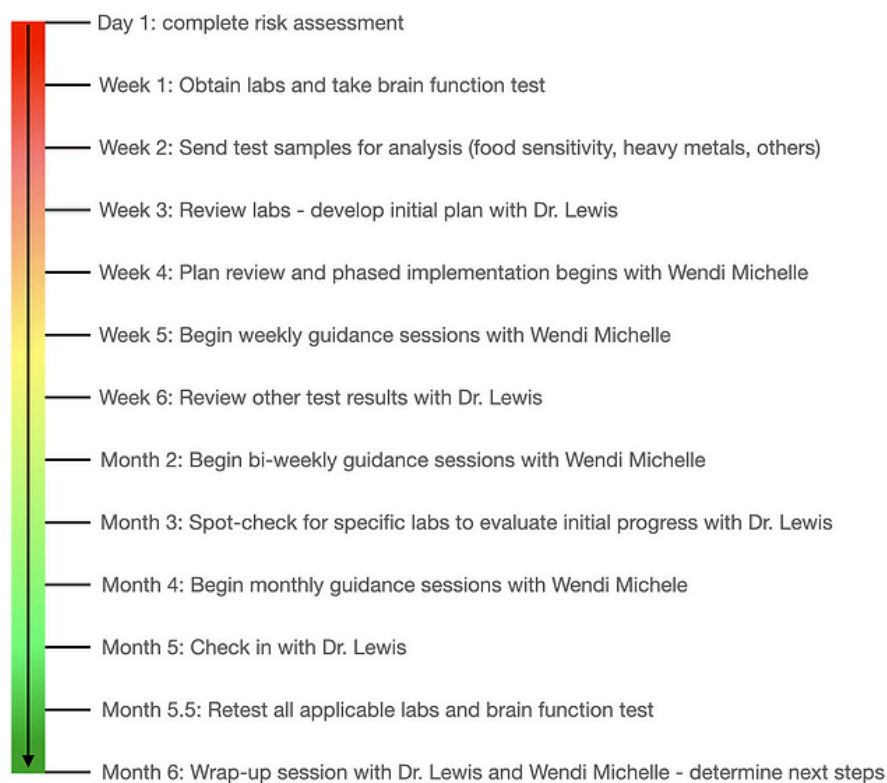 Day 1: complete risk assessment
Week 1: Obtain labs and take brain function test
Week 2: Send test samples for analysis (food sensitivity, heavy metals, others)
Week 3: Review labs - develop initial plan with Dr. Lewis
Week 4: Plan review and phased implementation begins with Wendi Michelle
Week 5: Begin weekly guidance sessions with Wendi Michelle
Week 6: Review other test results with Dr. Lewis
Month 2: Begin bi-weekly guidance sessions with Wendi Michelle
Month 3: Spot-check for specific labs to evaluate initial progress with Dr. Lewis
Month 4: Begin monthly guidance sessions with Wendi Michele
Month 5: Check in with Dr. Lewis
Month 5.5: Retest all applicable labs and brain function test
Month 6: Wrap-up session with Dr. Lewis and Wendi Michelle - determine next steps